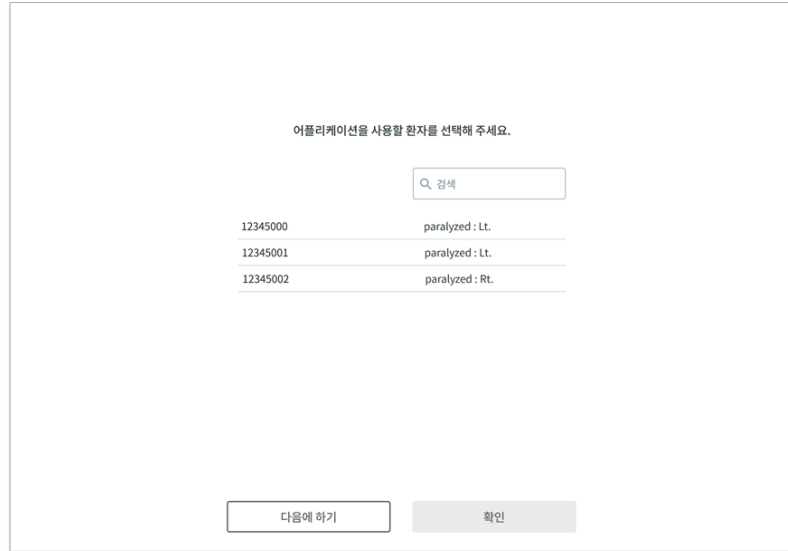 어플리케이션을 사용할 환자를 선택해 주세요.
검색
12345000 paralyzed : Lt.
12345001 paralyzed : Lt.
12345002 paralyzed : Rt.
다음에 하기 확인